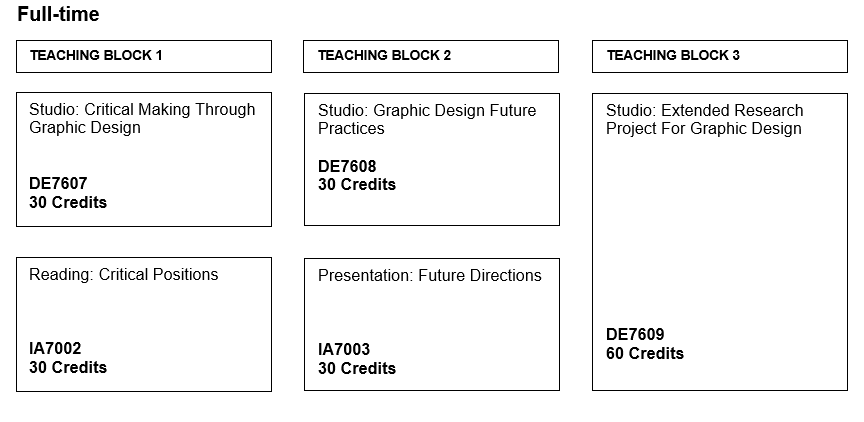 Full-time
TEACHING BLOCK 1
TEACHING BLOCK 2
TEACHING BLOCK 3
Studio: Critical Making Through
Graphic Design
DE7607
30 Credits
Studio: Graphic Design Future
Practices
DE7608
30 Credits
Studio: Extended Research
Project For Graphic Design
DE7609
60 Credits
Reading: Critical Positions
IA7002
30 Credits
Presentation: Future Directions
IA7003
30 Credits